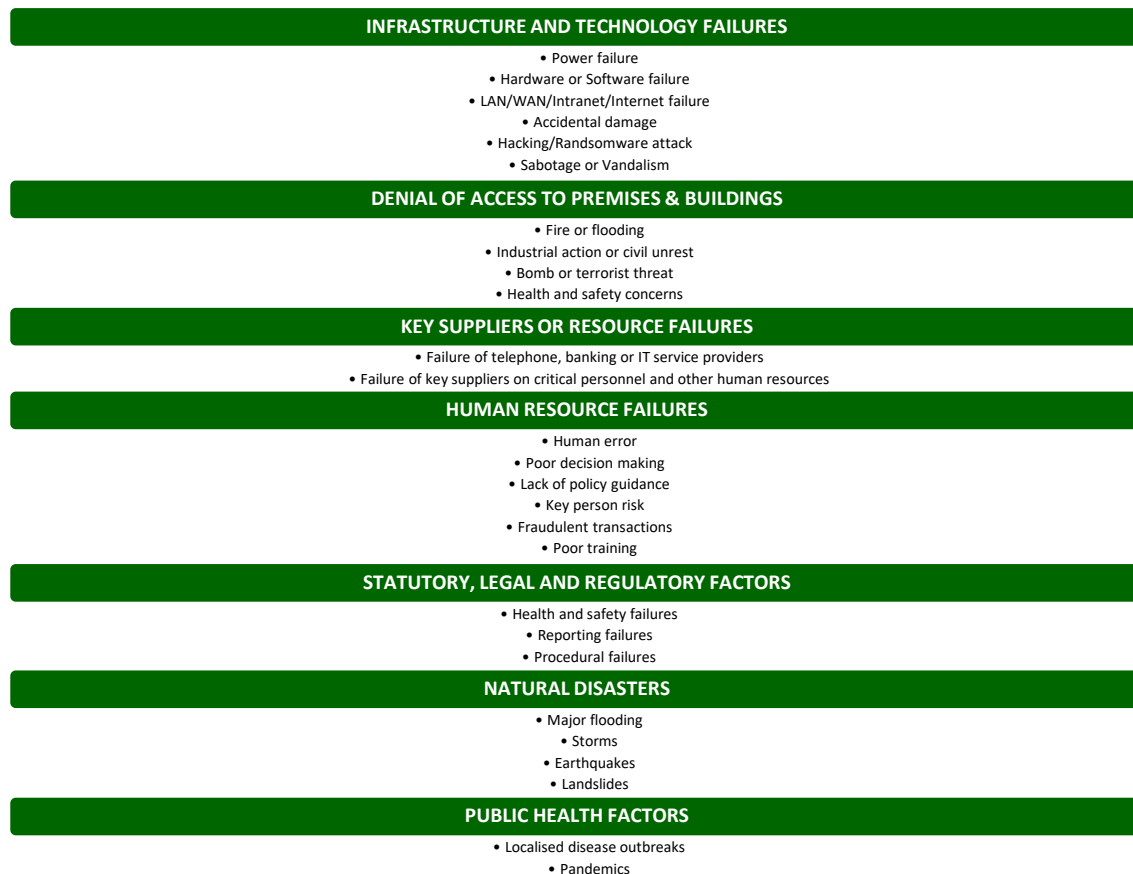 INFRASTRUCTURE AND TECHNOLOGY FAILURES
• Power failure
• Hardware or Software failure
• LAN/WAN/Intranet/Internet failure
• Accidental damage
• Hacking/Randsomware attack
• Sabotage or Vandalism
DENIAL OF ACCESS TO PREMISES & BUILDINGS
• Fire or flooding
• Industrial action or civil unrest
• Bomb or terrorist threat
• Health and safety concerns
KEY SUPPLIERS OR RESOURCE FAILURES
• Failure of telephone, banking or IT service providers
• Failure of key suppliers on critical personnel and other human resources
HUMAN RESOURCE FAILURES
• Human error
• Poor decision making
• Lack of policy guidance
• Key person risk
• Fraudulent transactions
• Poor training
STATUTORY, LEGAL AND REGULATORY FACTORS
• Health and safety failures
• Reporting failures
• Procedural failures
NATURAL DISASTERS
• Major flooding
• Storms
• Earthquakes
• Landslides
PUBLIC HEALTH FACTORS
• Localised disease outbreaks
• Pandemics